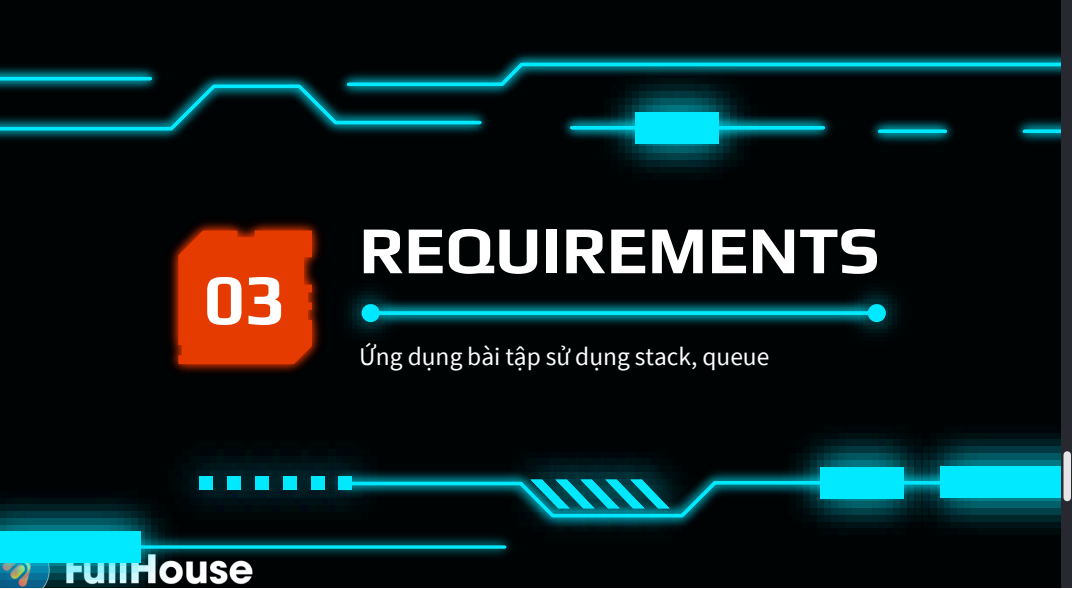 03
REQUIREMENTS
Ứng dụng bài tập sử dụng stack, queue
FullHouse